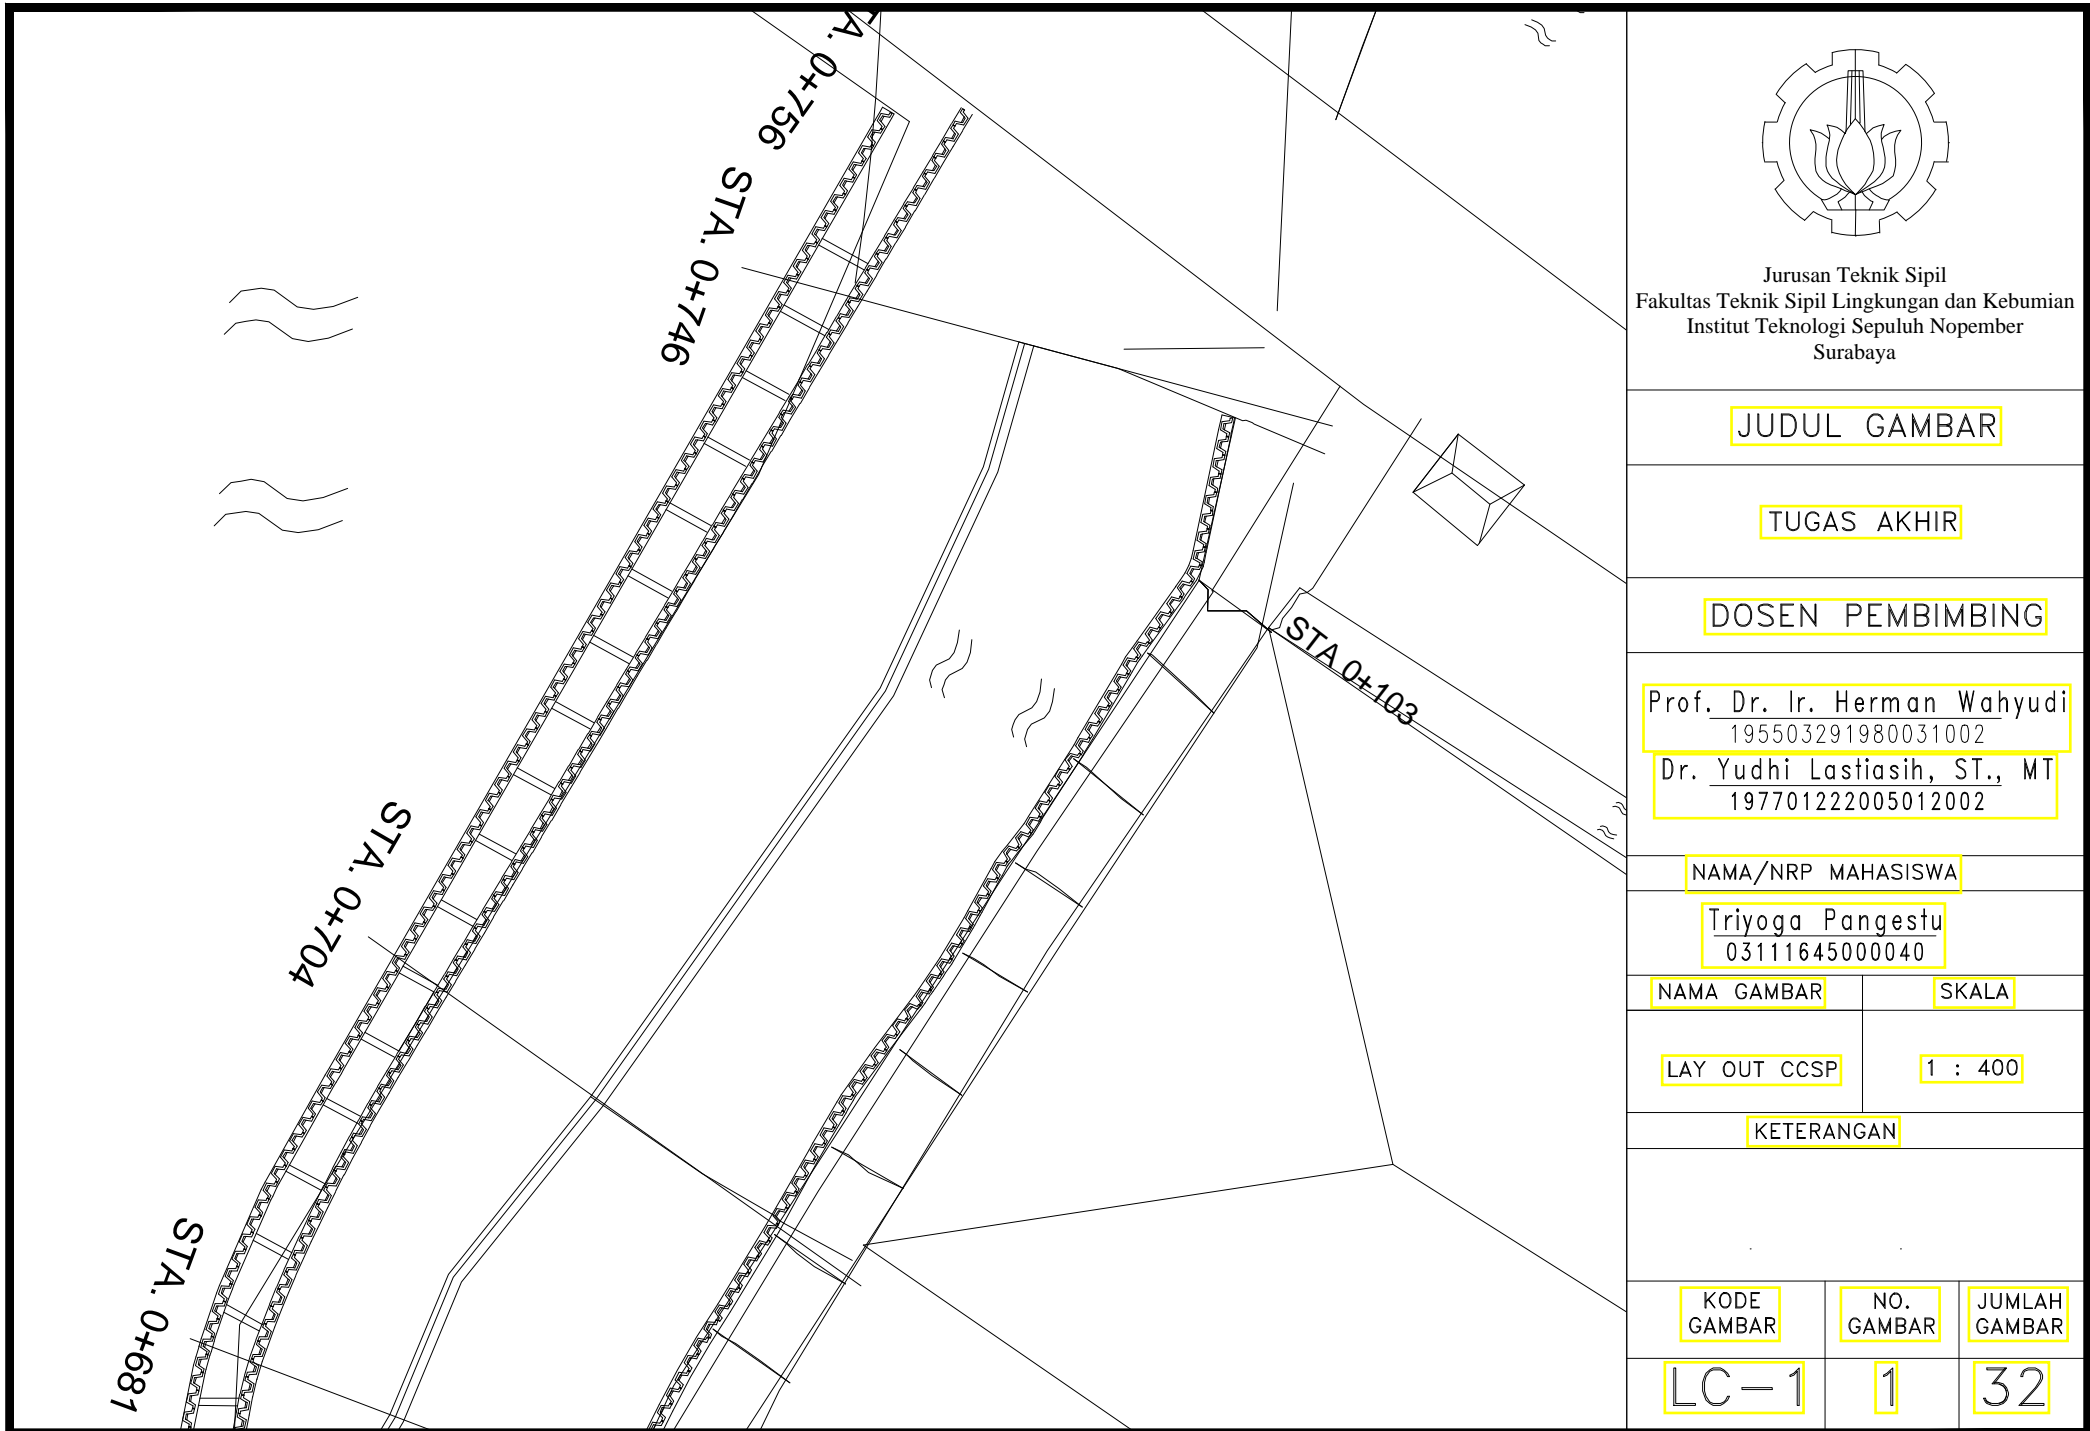 STA. 0+756
STA. 0+746
STA. 0+704
STA. 0+681
STA 0+103
Jurusan Teknik Sipil
Fakultas Teknik Sipil Lingkungan dan Kebumian
Institut Teknologi Sepuluh Nopember
Surabaya
JUDUL GAMBAR
TUGAS AKHIR
DOSEN PEMBIMBING
Prof. Dr. Ir. Herman Wahyudi
195503291980031002
Dr. Yudhi Lastiasih, ST., MT
197701222005012002
NAMA/NRP MAHASISWA
Triyoga Pangestu
03111645000040
NAMA GAMBAR SKALA
LAY OUT CCSP 1 : 400
KETERANGAN
KODE GAMBAR
NO. GAMBAR
JUMLAH GAMBAR
LC-1 1 32